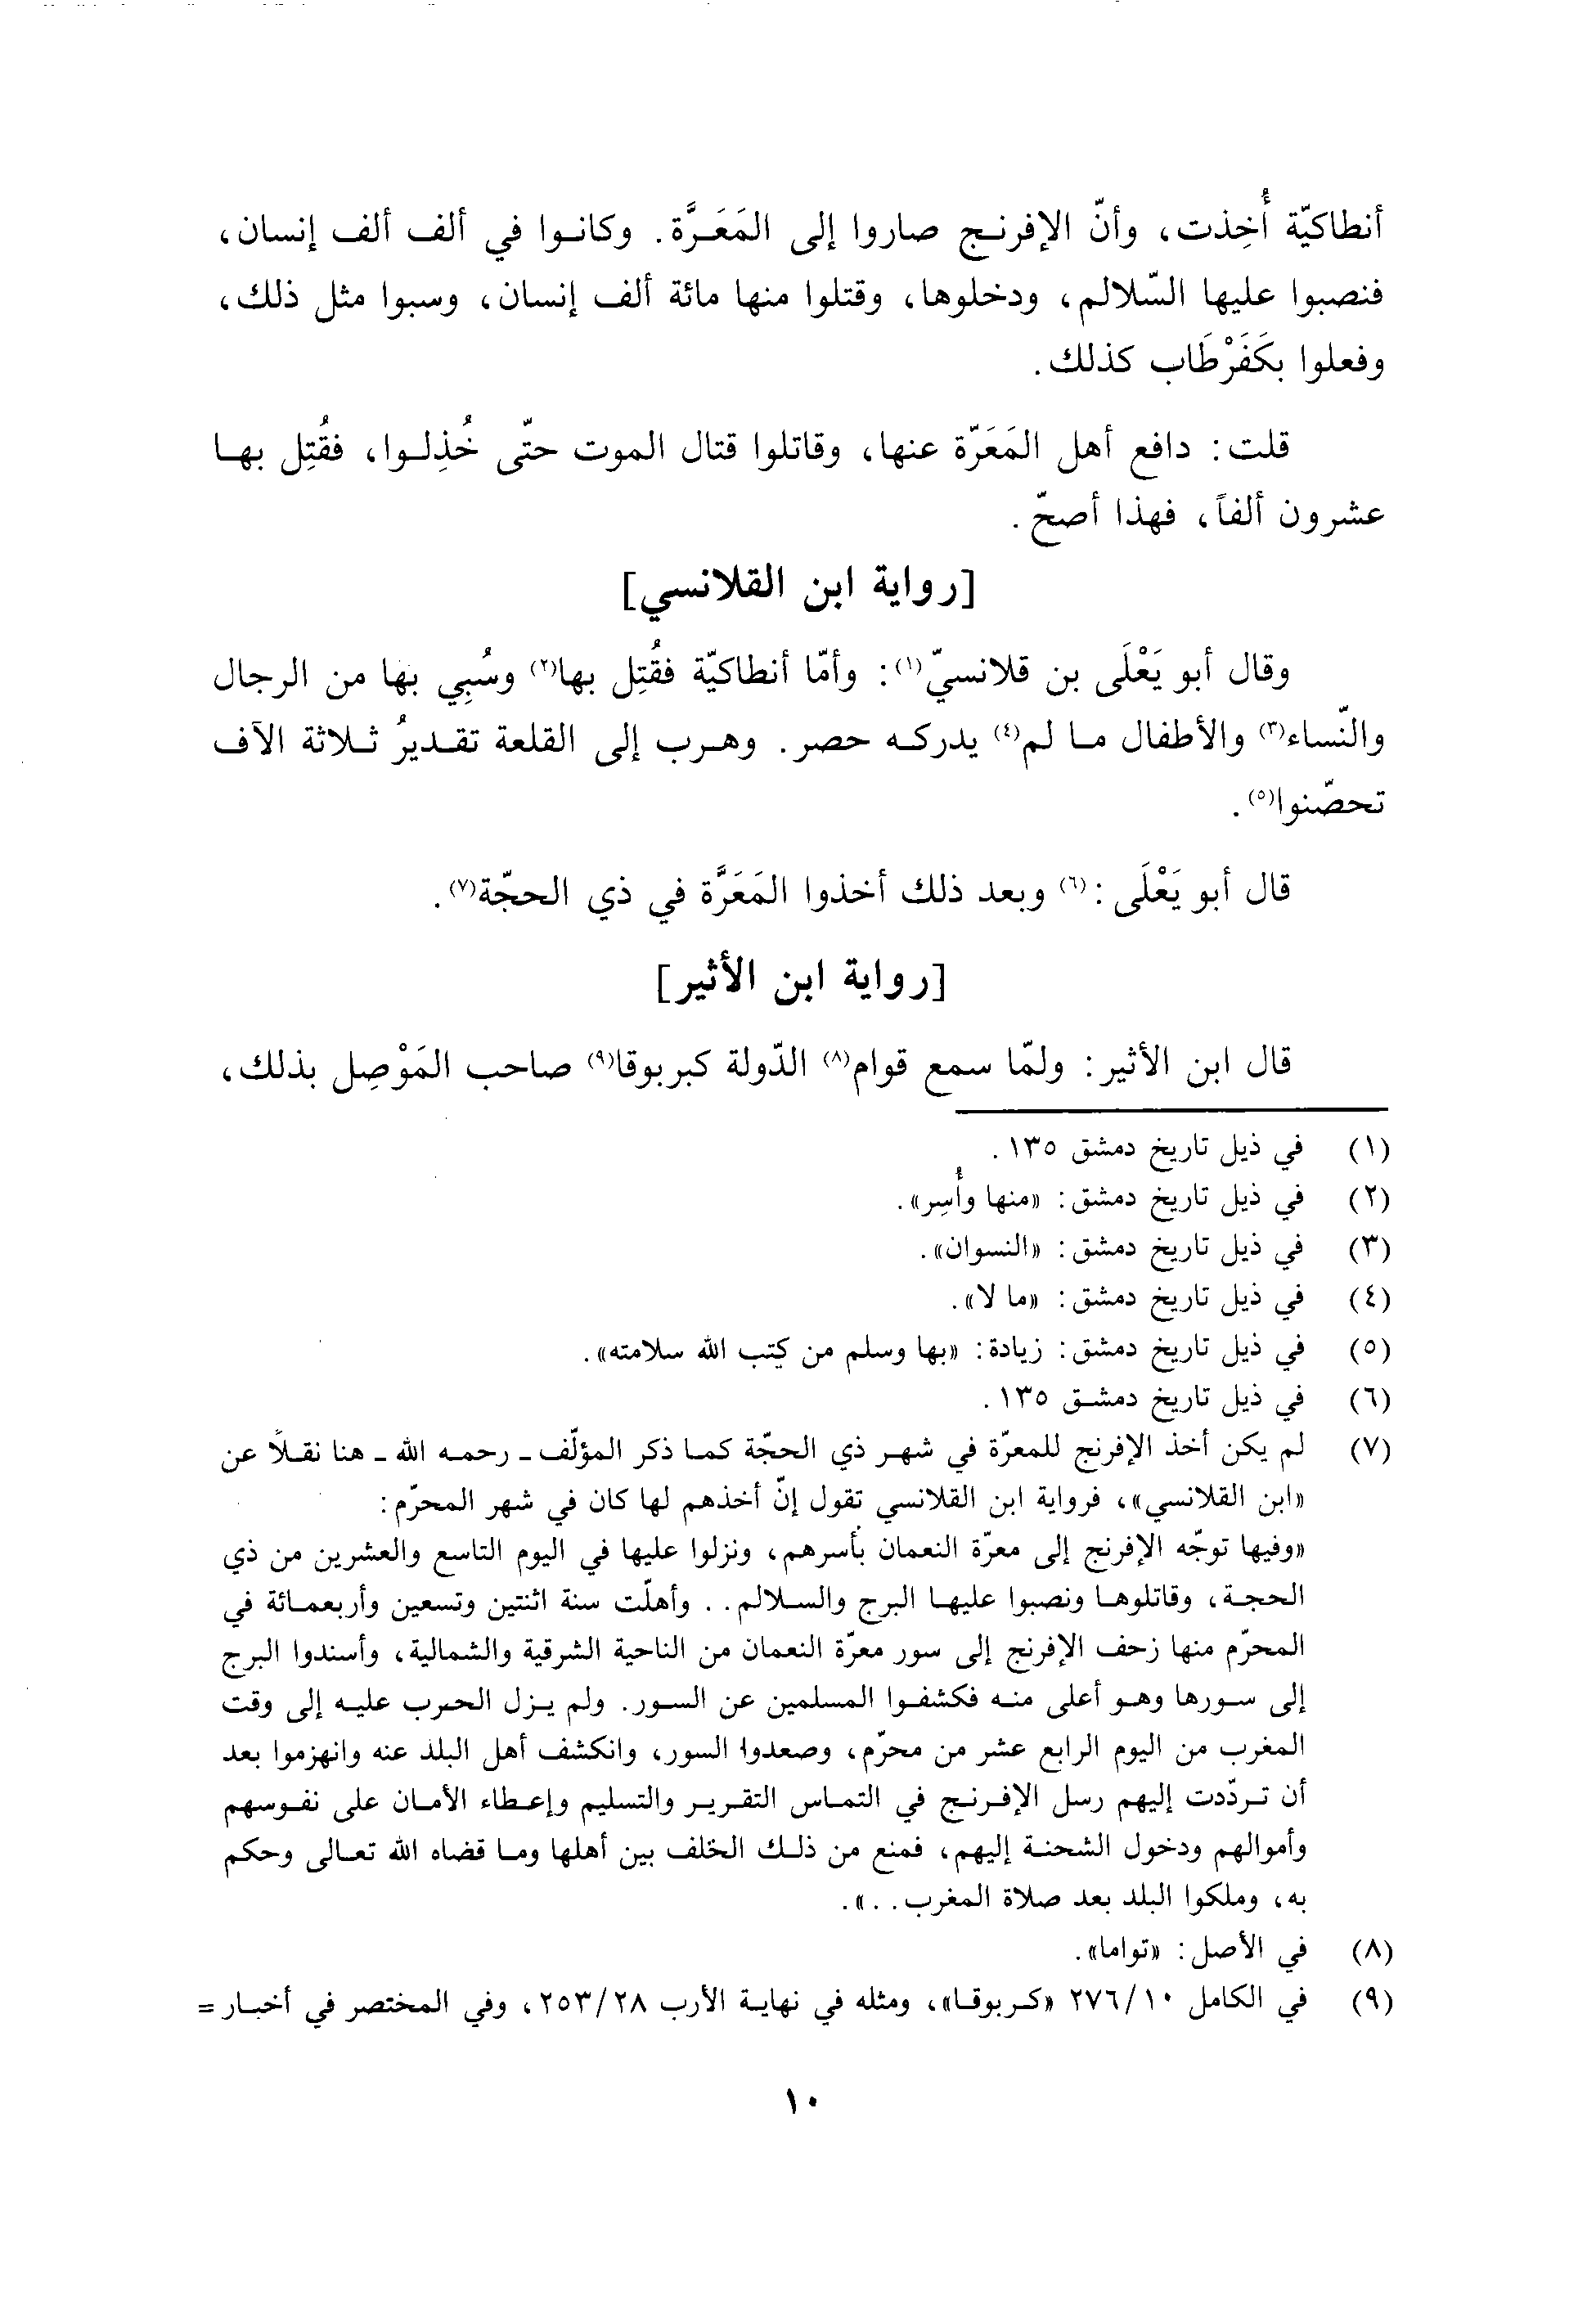 أنطاكيّة أُخِذت، وأنّ الإفرنج صاروا إلى المَعَرَّة. وكانوا في ألف ألف إنسان،
فنصبوا عليها السّلالم، ودخلوها، وقتلوا منها مائة ألف إنسان، وسبوا مثل ذلك،
وفعلوا بكَفَرْطَاب كذلك.
قلت: دافع أهل المَعَرّة عنها، وقاتلوا قتال الموت حتّى خُذِلوا، فقُتِل بها
عشرون ألفاً، فهذا أصحّ.
[رواية ابن القلانسي]
وقال أبو يَعْلَى بن قلانسيّ(١): وأمّا أنطاكيّة فقُتِل بها(٢) وسُبِي بها من الرجال
والنّساء(٣) والأطفال ما لم(٤) يدركه حصر. وهرب إلى القلعة تقديرُ ثلاثة الآف
تحصّنوا(٥).
قال أبو يَعْلَى:(٦) وبعد ذلك أخذوا المَعَرَّة في ذي الحجّة(٧).
[رواية ابن الأثير]
قال ابن الأثير: ولمّا سمع قوام(٨) الدّولة كبربوقا(٩) صاحب المَوْصِل بذلك،
(١) في ذيل تاريخ دمشق ١٣٥.
(٢) في ذيل تاريخ دمشق: «منها وأُسِر».
(٣) في ذيل تاريخ دمشق: «النسوان».
(٤) في ذيل تاريخ دمشق: «ما لا».
(٥) في ذيل تاريخ دمشق: زيادة: «بها وسلم من كتِب الله سلامته».
(٦) في ذيل تاريخ دمشق ١٣٥.
(٧) لم يكن أخذ الإفرنج للمعرّة في شهر ذي الحجّة كما ذكر المؤلّف ـ رحمه الله ـ هنا نقلاً عن
«ابن القلانسي»، فرواية ابن القلانسي تقول إنّ أخذهم لها كان في شهر المحرّم:
«وفيها توجّه الإفرنج إلى معرّة النعمان بأسرهم، ونزلوا عليها في اليوم التاسع والعشرين من ذي
الحجة، وقاتلوها ونصبوا عليها البرج والسلالم.. وأهلّت سنة اثنتين وتسعين وأربعمائة في
المحرّم منها زحف الإفرنج إلى سور معرّة النعمان من الناحية الشرقية والشمالية، وأسندوا البرج
إلى سورها وهو أعلى منه فكشفوا المسلمين عن السور. ولم يزل الحرب عليه إلى وقت
المغرب من اليوم الرابع عشر من محرّم، وصعدوا السور، وانكشف أهل البلد عنه وانهزموا بعد
أن تردّدت إليهم رسل الإفرنج في التماس التقرير والتسليم وإعطاء الأمان على نفوسهم
وأموالهم ودخول الشحنة إليهم، فمنع من ذلك الخلف بين أهلها وما قضاه الله تعالى وحكم
به، وملكوا البلد بعد صلاة المغرب..».
(٨) في الأصل: «تواما».
(٩) في الكامل ٢٧٦/١٠ «كربوقا»، ومثله في نهاية الأرب ٢٥٣/٢٨، وفي المختصر في أخبار =
١٠